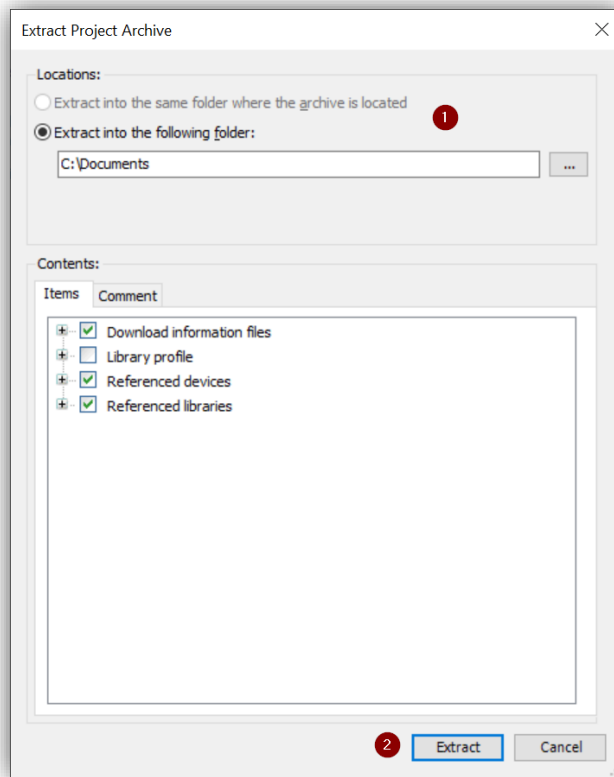 Extract Project Archive
Locations:
Extract into the same folder where the archive is located
1
Extract into the following folder:
C:\Documents
...
Contents:
Items Comment
Download information files
Library profile
Referenced devices
Referenced libraries
2 Extract Cancel